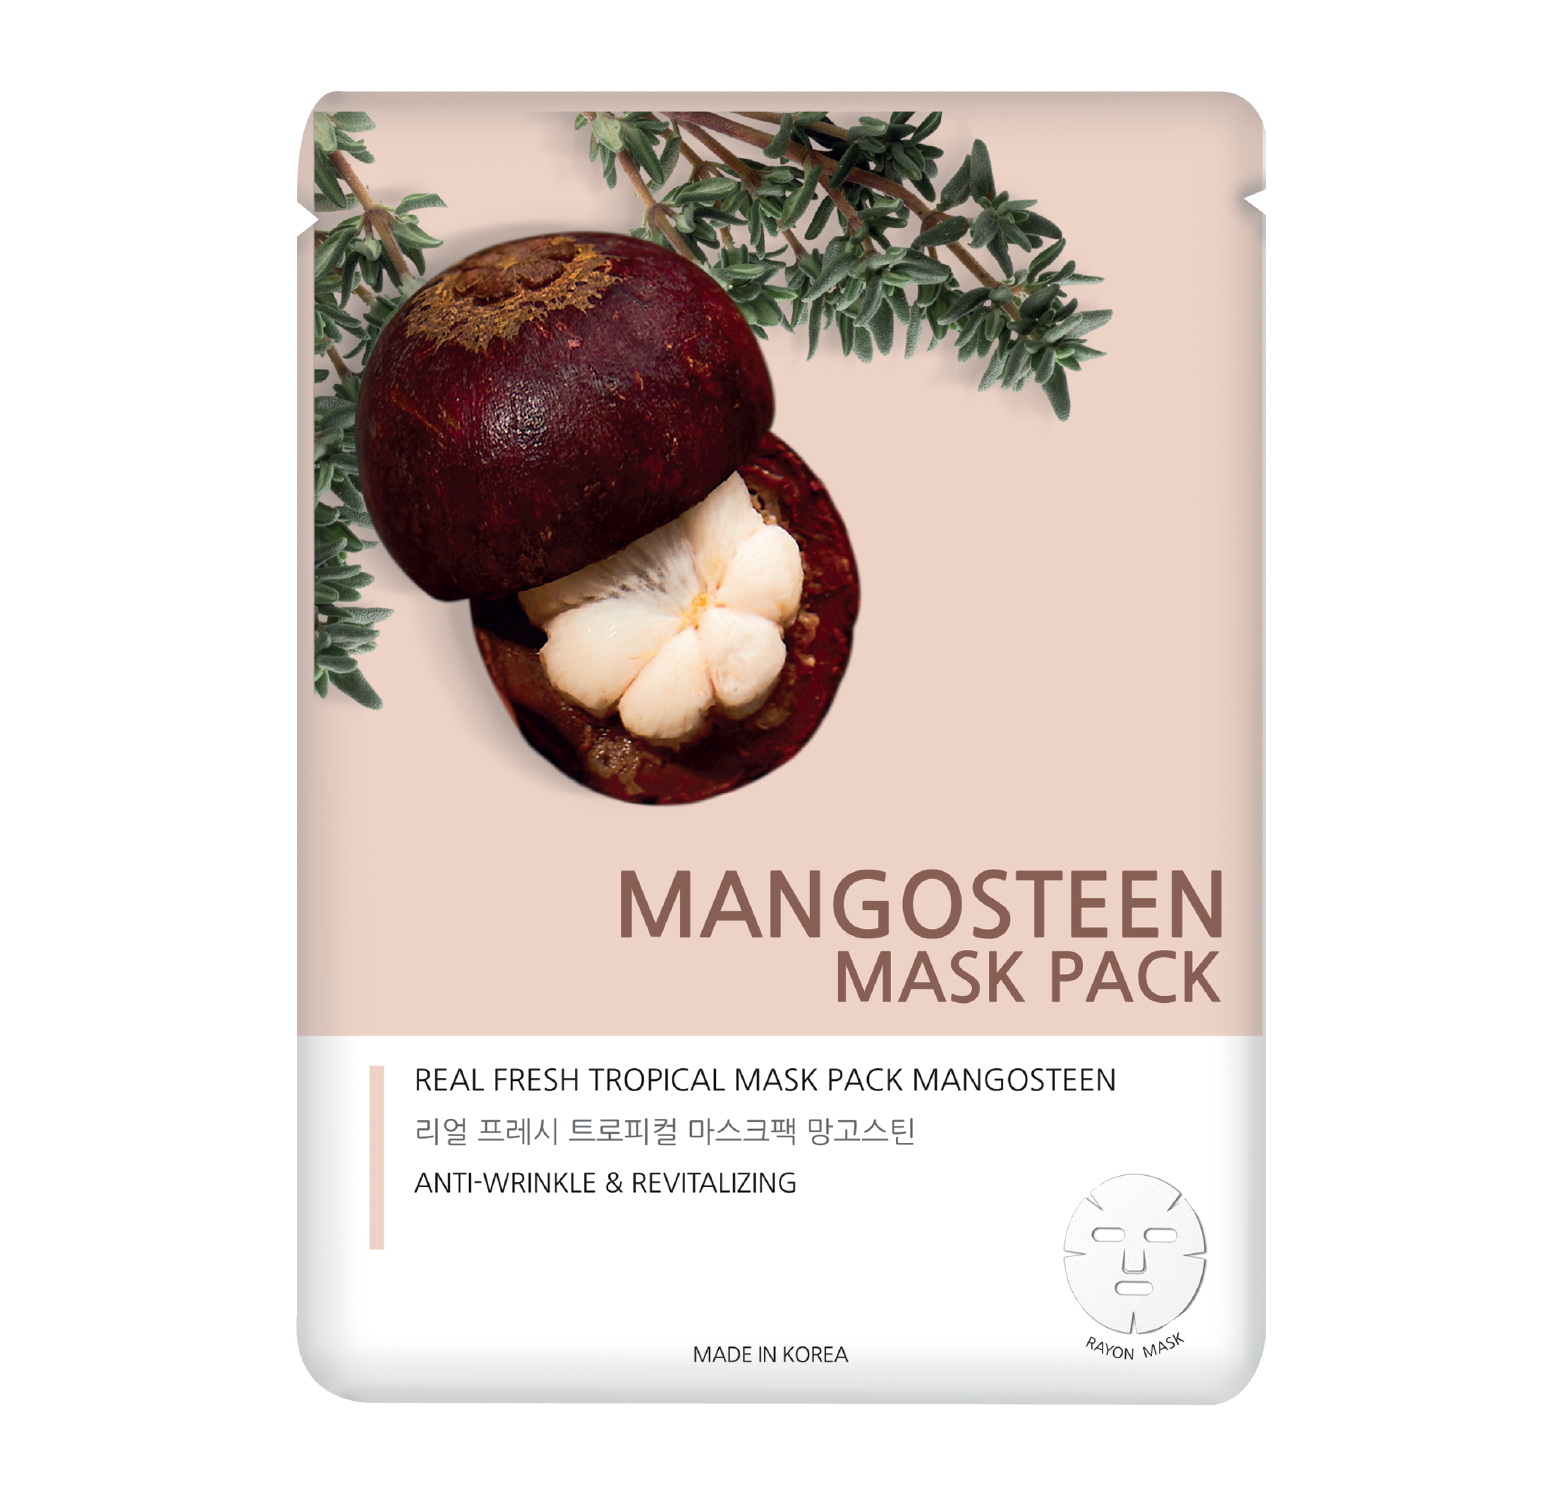 MANGOSTEEN
MASK PACK
REAL FRESH TROPICAL MASK PACK MANGOSTEEN
리얼 프레시 트로피컬 마스크팩 망고스틴
ANTI-WRINKLE & REVITALIZING
RAYON MASK
MADE IN KOREA